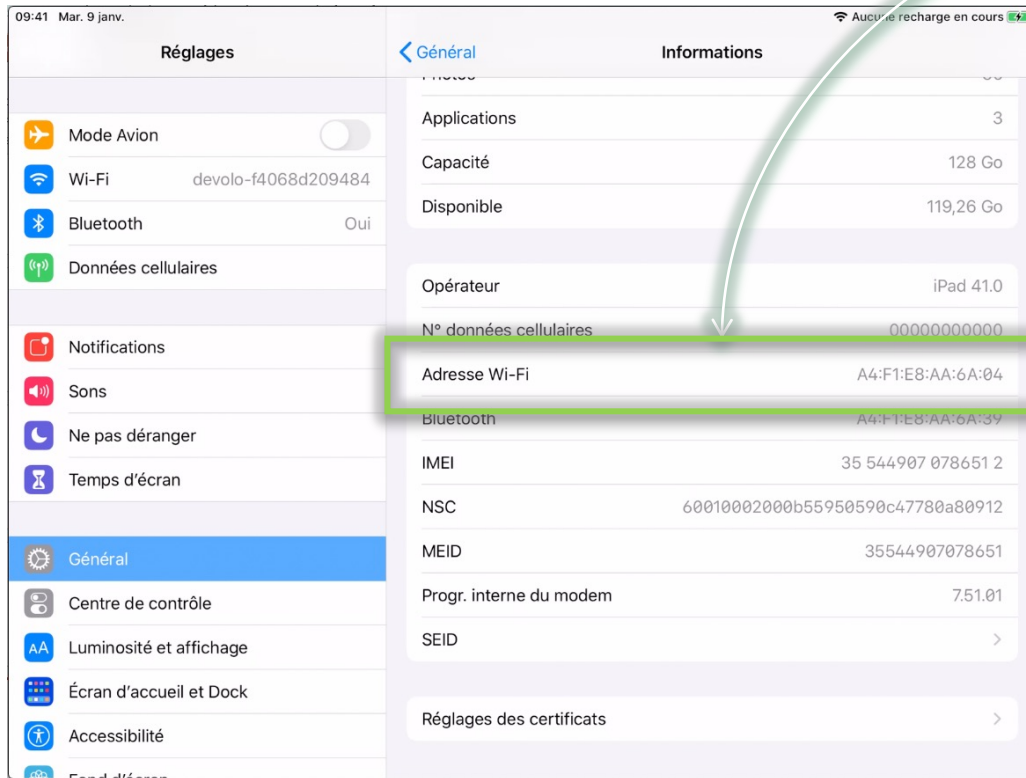 09:41 Mar. 9 janv.
Aucune recharge en cours
Réglages
Général
Informations
Mode Avion
Wi-Fi devolo-f4068d209484
Bluetooth Oui
Données cellulaires
Notifications
Sons
Ne pas déranger
Temps d'écran
Général
Centre de contrôle
AA Luminosité et affichage
Écran d'accueil et Dock
Accessibilité
Applications 3
Capacité 128 Go
Disponible 119,26 Go
Opérateur iPad 41.0
N° données cellulaires 00000000000
Adresse Wi-Fi A4:F1:E8:AA:6A:04
Bluetooth A4:F1:E8:AA:6A:39
IMEI 35 544907 078651 2
NSC 60010002000b55950590c47780a80912
MEID 35544907078651
Progr. interne du modem 7.51.01
SEID
Réglages des certificats